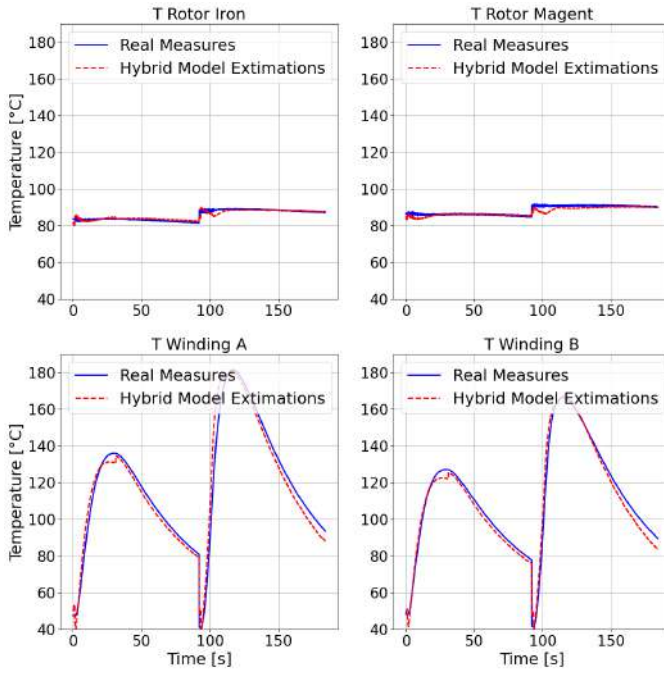 T Rotor Iron
180
160
140
120
100
80
60
40
Temperature [°C]
0 50 100 150
Real Measures
Hybrid Model Extimations
T Rotor Magent
180
160
140
120
100
80
60
40
0 50 100 150
Real Measures
Hybrid Model Extimations
T Winding A
180
160
140
120
100
80
60
40
Temperature [°C]
0 50 100 150
Time [s]
Real Measures
Hybrid Model Extimations
T Winding B
180
160
140
120
100
80
60
40
0 50 100 150
Time [s]
Real Measures
Hybrid Model Extimations